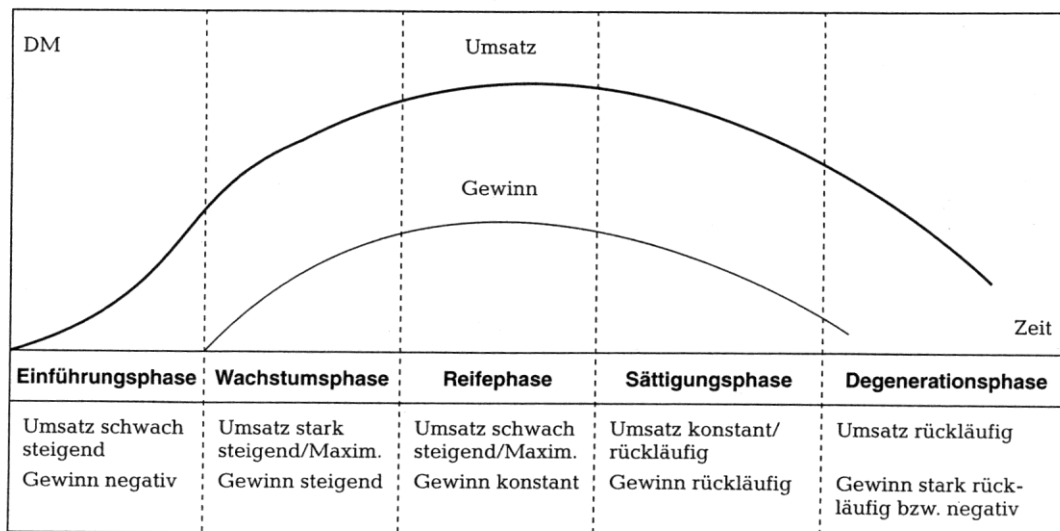 DM
Umsatz
Gewinn
Zeit
Einführungsphase
Wachstumsphase
Reifephase
Sättigungsphase
Degenerationsphase
Umsatz schwach
steigend
Gewinn negativ
Umsatz stark
steigend/Maxim.
Gewinn steigend
Umsatz schwach
steigend/Maxim.
Gewinn konstant
Umsatz konstant/
rückläufig
Gewinn rückläufig
Umsatz rückläufig
Gewinn stark rück-
läufig bzw. negativ